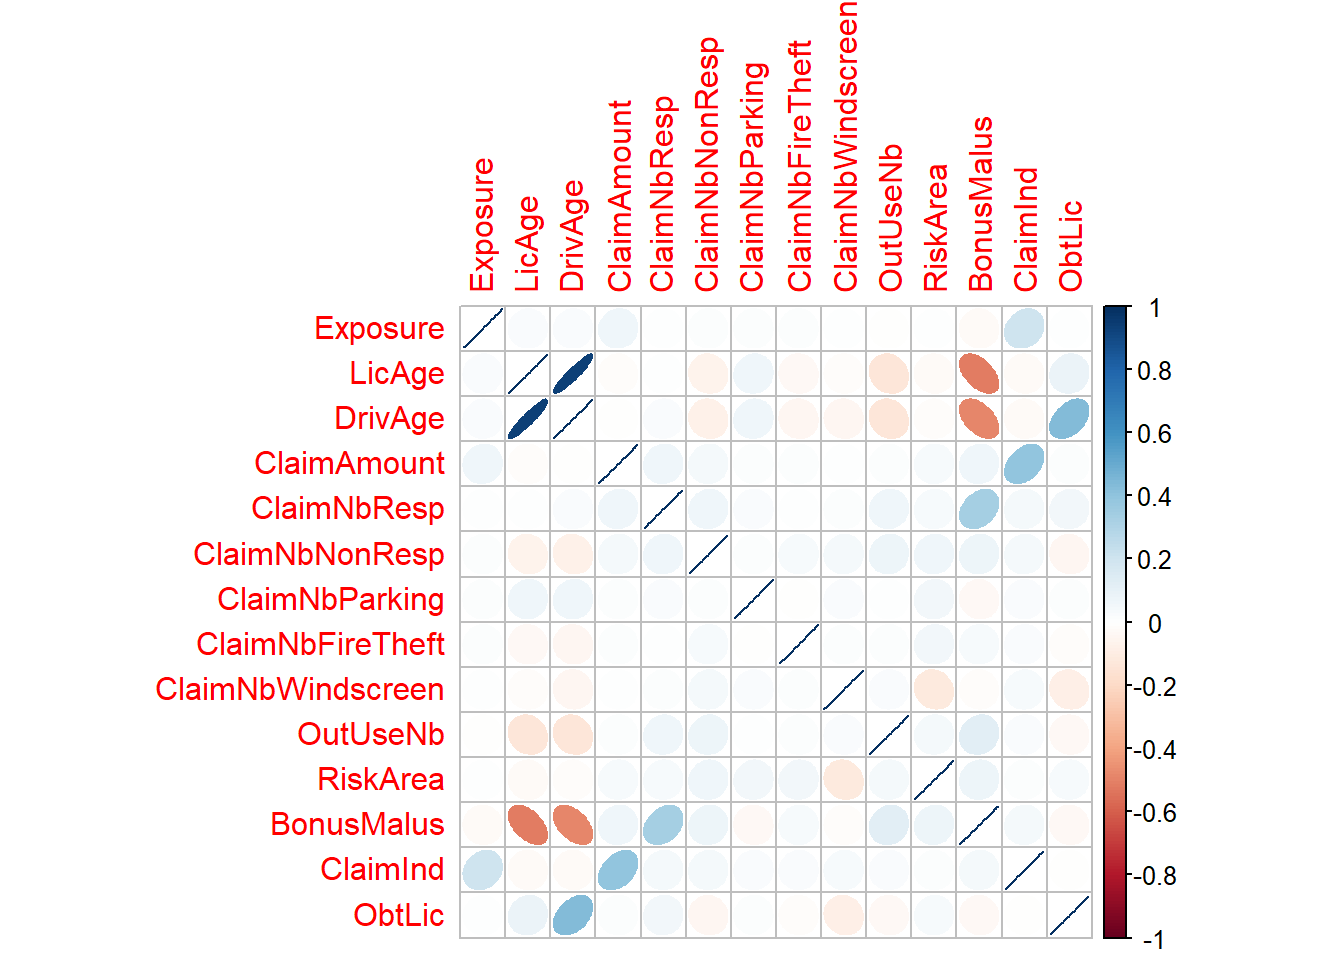 Exposure
LicAge
DrivAge
ClaimAmount
ClaimNbResp
ClaimNbNonResp
ClaimNbParking
ClaimNbFireTheft
ClaimNbWindscreen
OutUseNb
RiskArea
BonusMalus
ClaimInd
ObtLic
Exposure
LicAge
DrivAge
ClaimAmount
ClaimNbResp
ClaimNbNonResp
ClaimNbParking
ClaimNbFireTheft
ClaimNbWindscreen
OutUseNb
RiskArea
BonusMalus
ClaimInd
ObtLic
1
0.8
0.6
0.4
0.2
0
-0.2
-0.4
-0.6
-0.8
-1